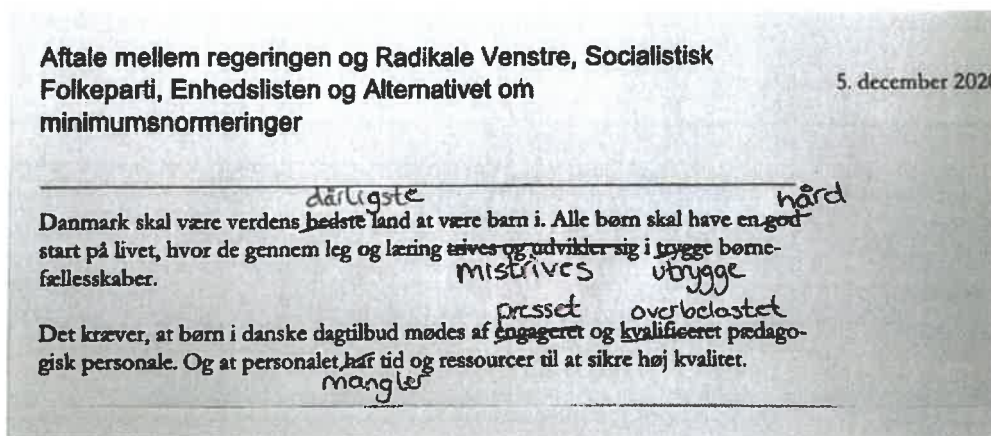 Aftale mellem regeringen og Radikale Venstre, Socialistisk
Folkeparti, Enhedslisten og Alternativet om
minimumsnormeringer
5. december 2020
dårligste
hård
Danmark skal være verdens bedste land at være barn i. Alle børn skal have en god
start på livet, hvor de gennem leg og læring trives og udvikler sig i trygge børne-
fællesskaber.
mistrives
utrygge
presset
overbelastet
Det kræver, at børn i danske dagtilbud mødes af engageret og kvalificeret pædago-
gisk personale. Og at personalet har tid og ressourcer til at sikre høj kvalitet.
mangler